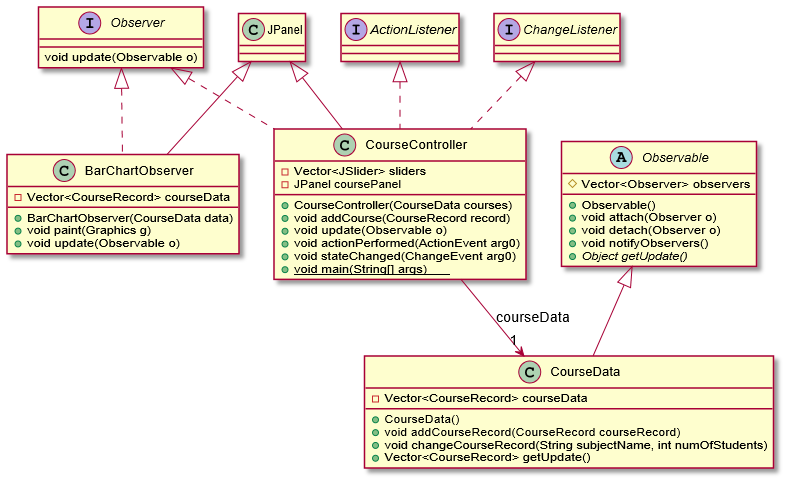 I Observer
void update(Observable o)
C JPanel
I ActionListener
I ChangeListener
C BarChartObserver
Vector<CourseRecord> courseData
BarChartObserver(CourseData data)
void paint(Graphics g)
void update(Observable o)
C CourseController
Vector<JSlider> sliders
JPanel coursePanel
CourseController(CourseData courses)
void addCourse(CourseRecord record)
void update(Observable o)
void actionPerformed(ActionEvent arg0)
void stateChanged(ChangeEvent arg0)
void main(String[] args)
A Observable
Vector<Observer> observers
Observable()
void attach(Observer o)
void detach(Observer o)
void notifyObservers()
Object getUpdate()
courseData
1
C CourseData
Vector<CourseRecord> courseData
CourseData()
void addCourseRecord(CourseRecord courseRecord)
void changeCourseRecord(String subjectName, int numOfStudents)
Vector<CourseRecord> getUpdate()